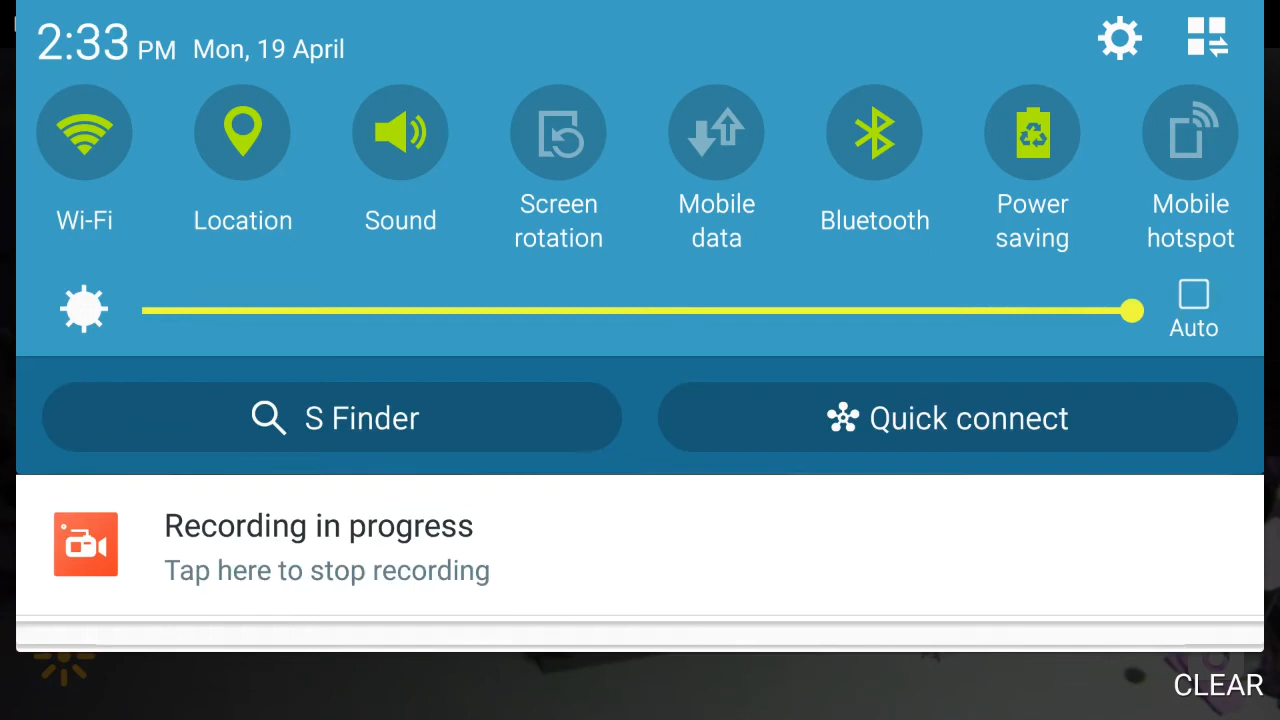 2:33 PM Mon, 19 April
Wi-Fi
Location
Sound
Screen
rotation
Mobile
data
Bluetooth
Power
saving
Mobile
hotspot
Auto
S Finder
Quick connect
Recording in progress
Tap here to stop recording
CLEAR